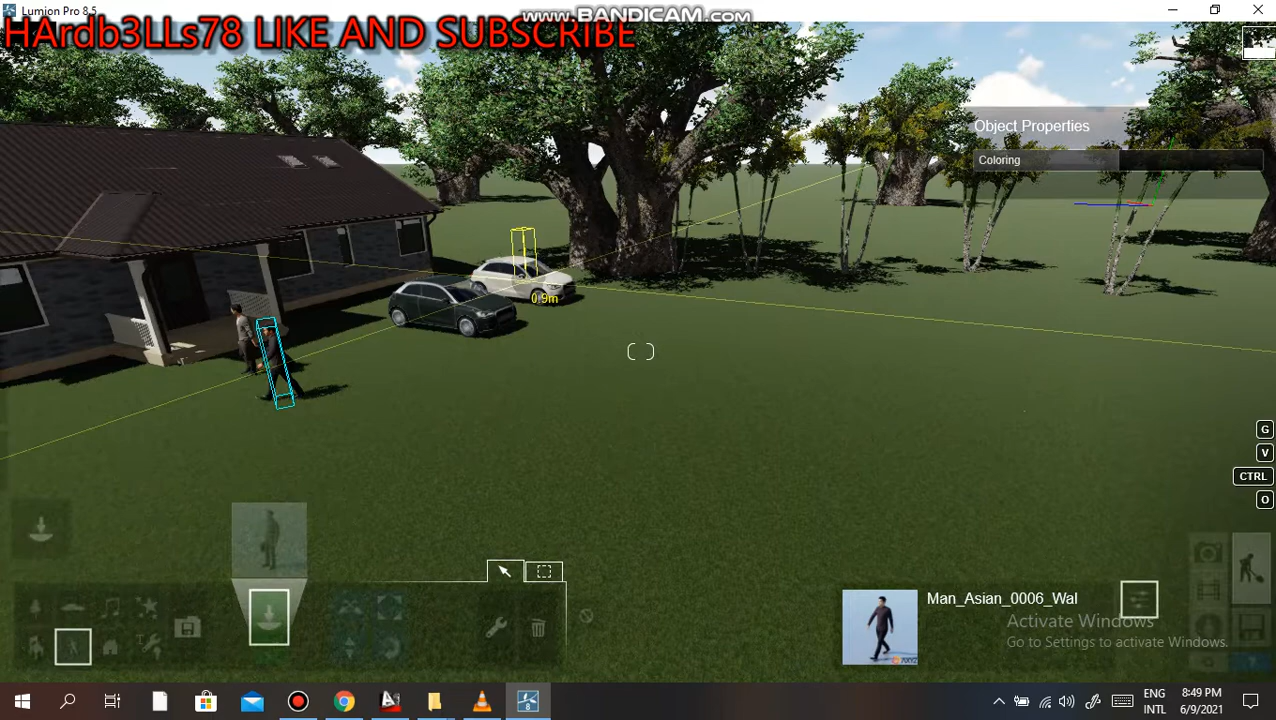 Lumion Pro 8.5
www.BANDICAM.com
HArdb3LLs78 LIKE AND SUBSCRIBE
Object Properties
Coloring
0.9m
G
V
CTRL
O
Man_Asian_0006_Wal
Activate Windows
Go to Settings to activate Windows.
ENG
INTL
8:49 PM
6/9/2021